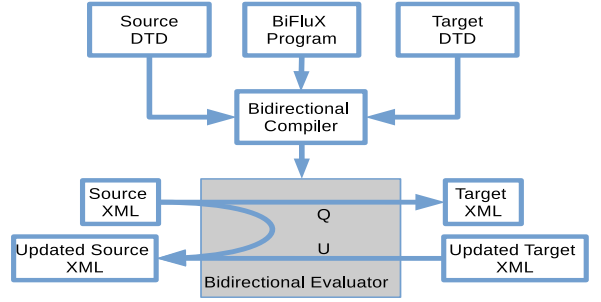 Source
DTD
BiFluX
Program
Target
DTD
Bidirectional
Compiler
Source
XML
Q
Target
XML
Updated Source
XML
U
Updated Target
XML
Bidirectional Evaluator